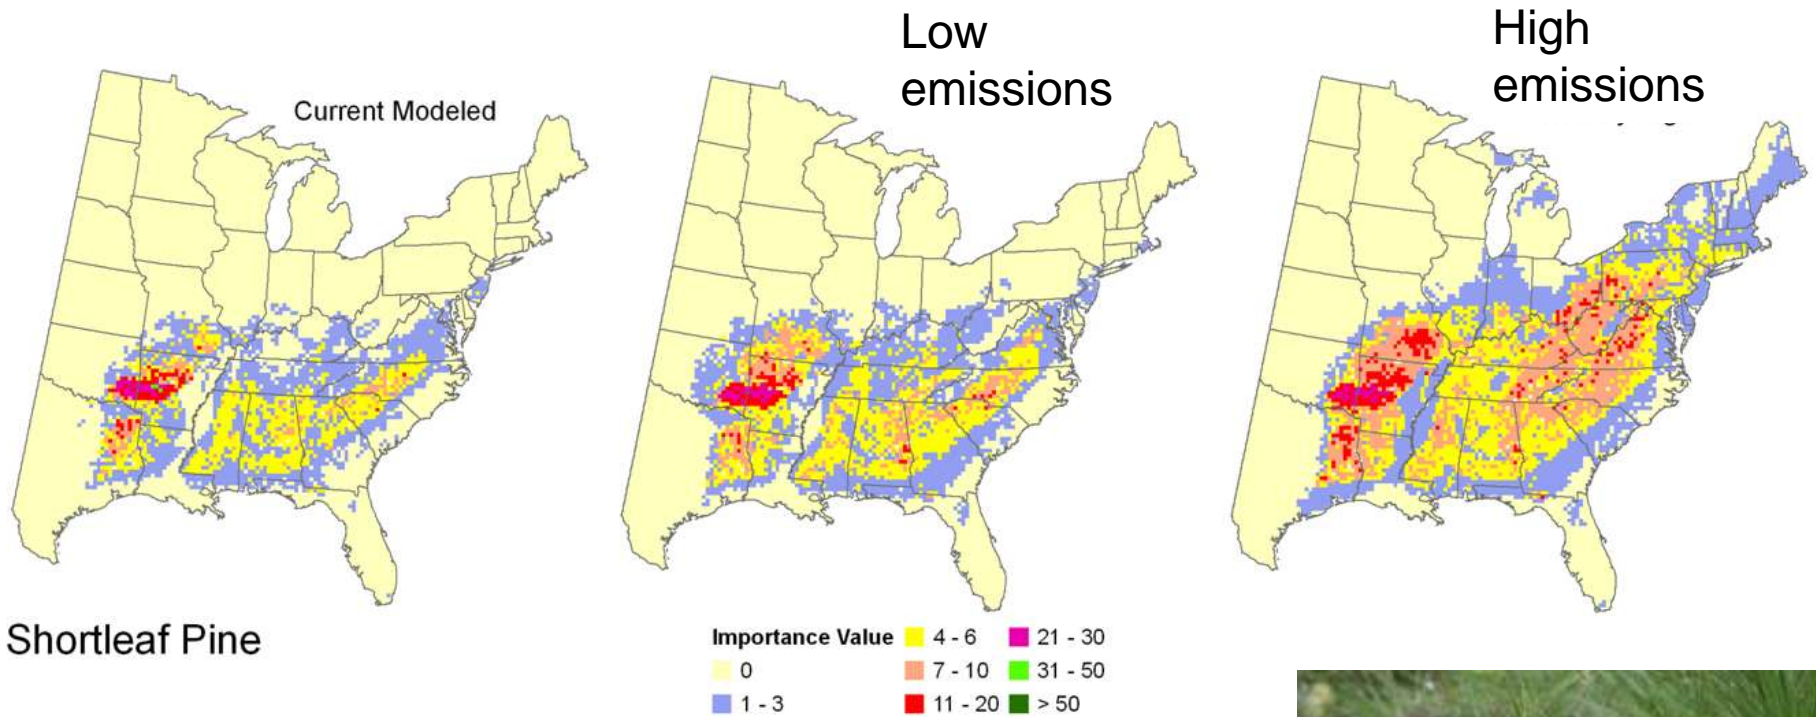 Low
emissions
High
emissions
Current Modeled
Shortleaf Pine
Importance Value
0
1 - 3
4 - 6
7 - 10
11 - 20
21 - 30
31 - 50
> 50